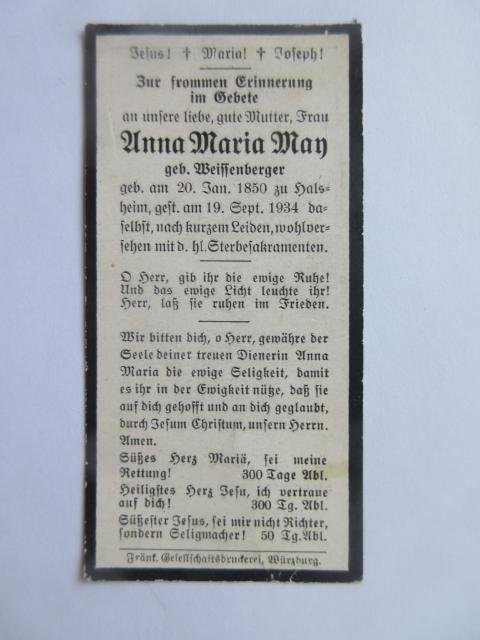 Jesus! † Maria! † Joseph!
Zur frommen Erinnerung
im Gebete
an unsere liebe, gute Mutter, Frau
Anna Maria May
geb. Weissenberger
geb. am 20. Jan. 1850 zu Hals-
heim, gest. am 19. Sept. 1934 da-
selbst, nach kurzem Leiden, wohlver-
sehen mit d. hl. Sterbesakramenten.
O Herr, gib ihr die ewige Ruhe!
Und das ewige Licht leuchte ihr!
Herr, laß sie ruhen im Frieden.
Wir bitten dich, o Herr, gewähre der
Seele deiner treuen Dienerin Anna
Maria die ewige Seligkeit, damit
es ihr in der Ewigkeit nütze, daß sie
auf dich gehofft und an dich geglaubt,
durch Jesum Christum, unsern Herrn.
Amen.
Süßes Herz Mariä, sei meine
Rettung! 300 Tage Abl.
Heiligstes Herz Jesu, ich vertraue
auf dich! 300 Tg. Abl.
Süßester Jesus, sei mir nicht Richter,
sondern Seligmacher! 50 Tg. Abl.
Fränk. Gesellschaftsdruckerei, Würzburg.